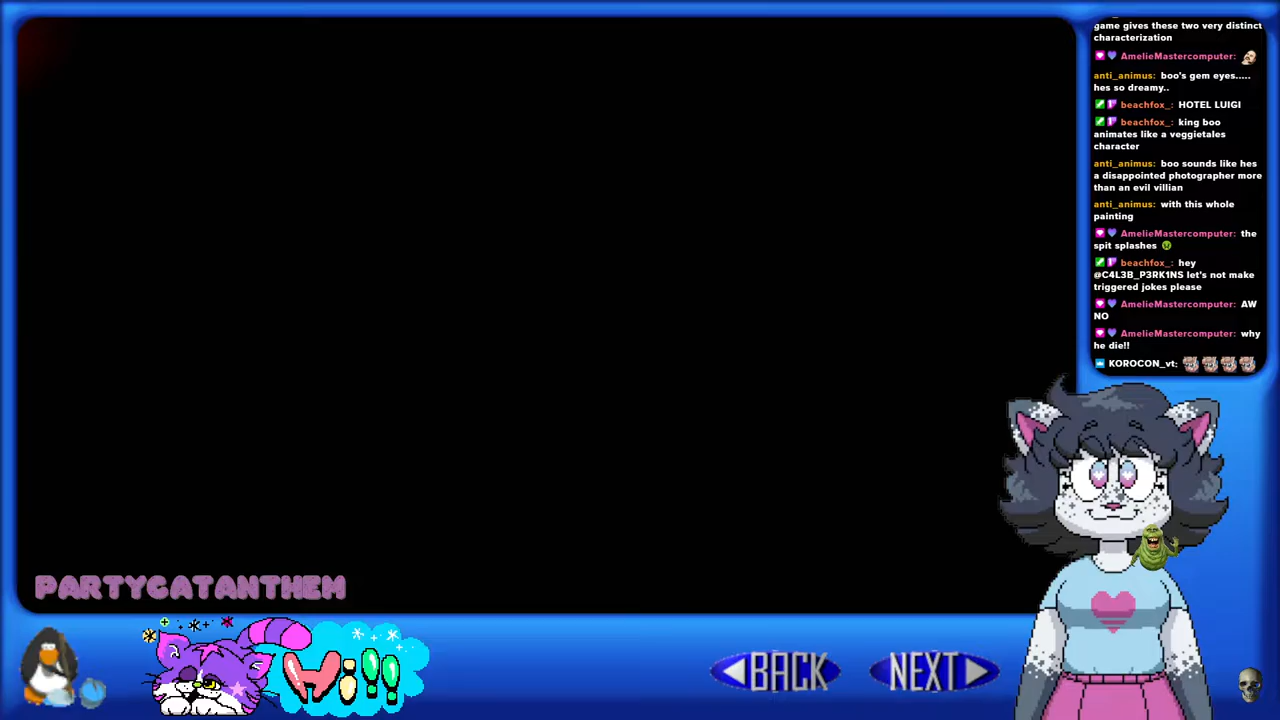 game gives these two very distinct
characterization
AmelieMastercomputer:
anti_animus: boo's gem eyes.....
hes so dreamy..
beachfox_: HOTEL LUIGI
beachfox_: king boo
animates like a veggietales
character
anti_animus: boo sounds like hes
a disappointed photographer more
than an evil villian
anti_animus: with this whole
painting
AmelieMastercomputer: the
spit splashes
beachfox_: hey
@C4L3B_P3RK1NS let's not make
triggered jokes please
AmelieMastercomputer: AW
NO
AmelieMastercomputer: why
he die!!
KOROCON_vt:
PARTYCATANTHEM
Hi!!
BACK
NEXT